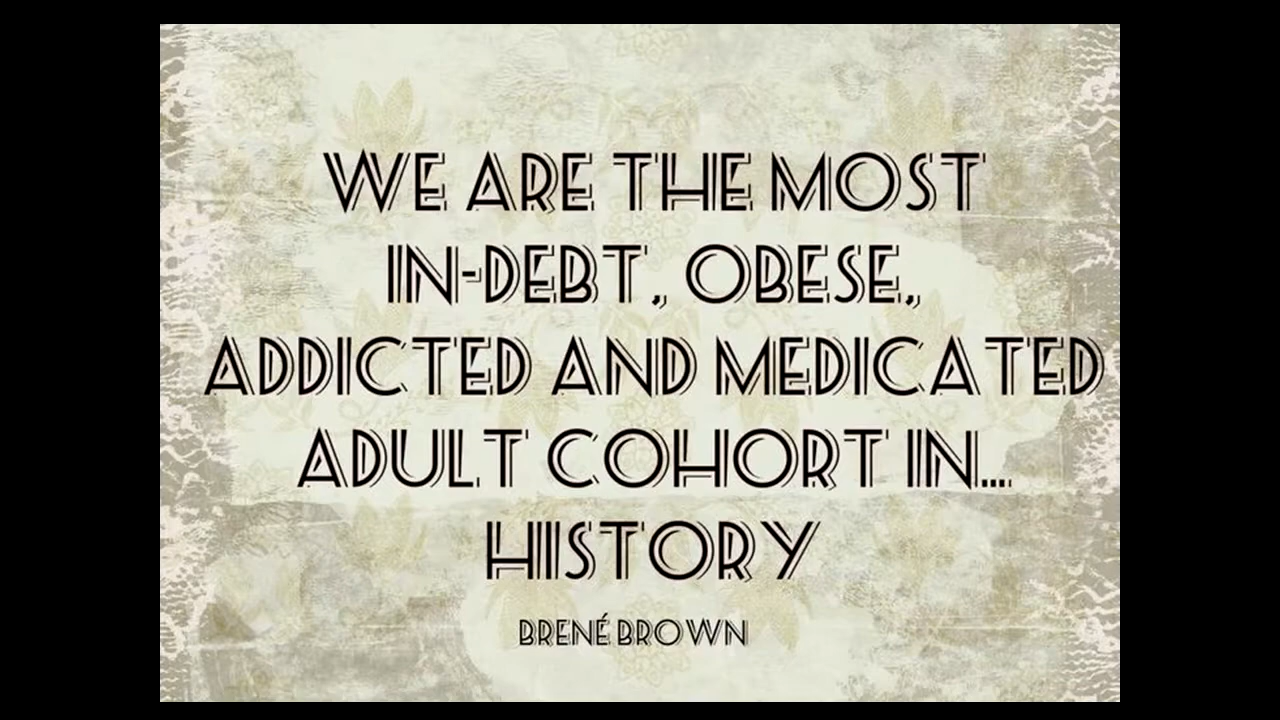 WE ARE THE MOST
IN-DEBT, OBESE,
ADDICTED AND MEDICATED
ADULT COHORT IN...
HISTORY
BRENÉ BROWN